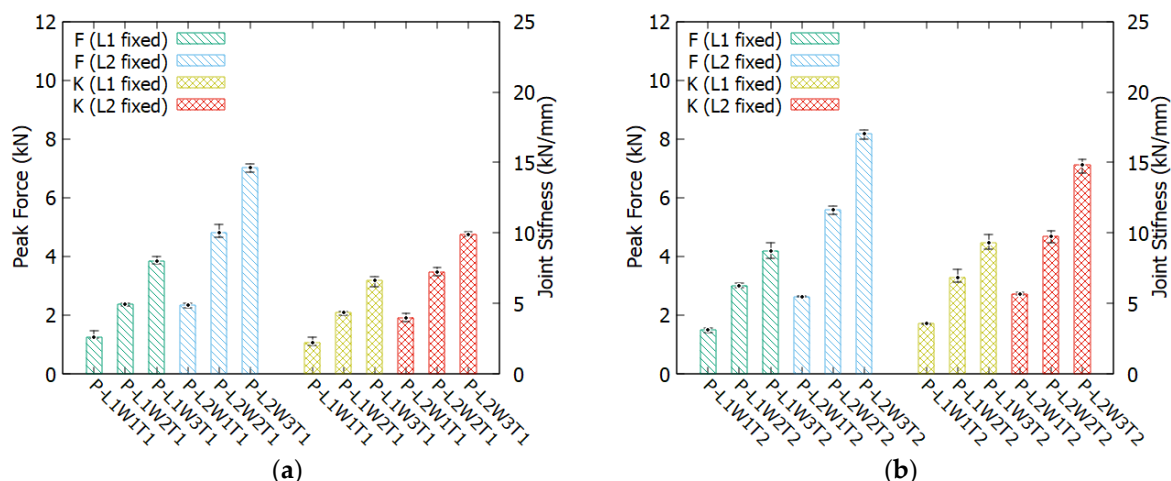 12
10
8
6
4
2
0
Peak Force (kN)
F (L1 fixed)
F (L2 fixed)
K (L1 fixed)
K (L2 fixed)
25
20
15
10
5
0
Joint Stifness (kN/mm)
P-L1W1T1
P-L1W2T1
P-L1W3T1
P-L2W1T1
P-L2W2T1
P-L2W3T1
P-L1W1T1
P-L1W2T1
P-L1W3T1
P-L2W1T1
P-L2W2T1
P-L2W3T1
(a)
12
10
8
6
4
2
0
Peak Force (kN)
F (L1 fixed)
F (L2 fixed)
K (L1 fixed)
K (L2 fixed)
25
20
15
10
5
0
Joint Stifness (kN/mm)
P-L1W1T2
P-L1W2T2
P-L1W3T2
P-L2W1T2
P-L2W2T2
P-L2W3T2
P-L1W1T2
P-L1W2T2
P-L1W3T2
P-L2W1T2
P-L2W2T2
P-L2W3T2
(b)